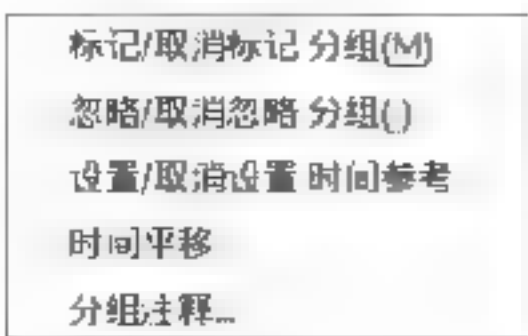 标记/取消标记 分组(M)
忽略/取消忽略 分组(I)
设置/取消设置 时间参考
时间平移
分组注释...